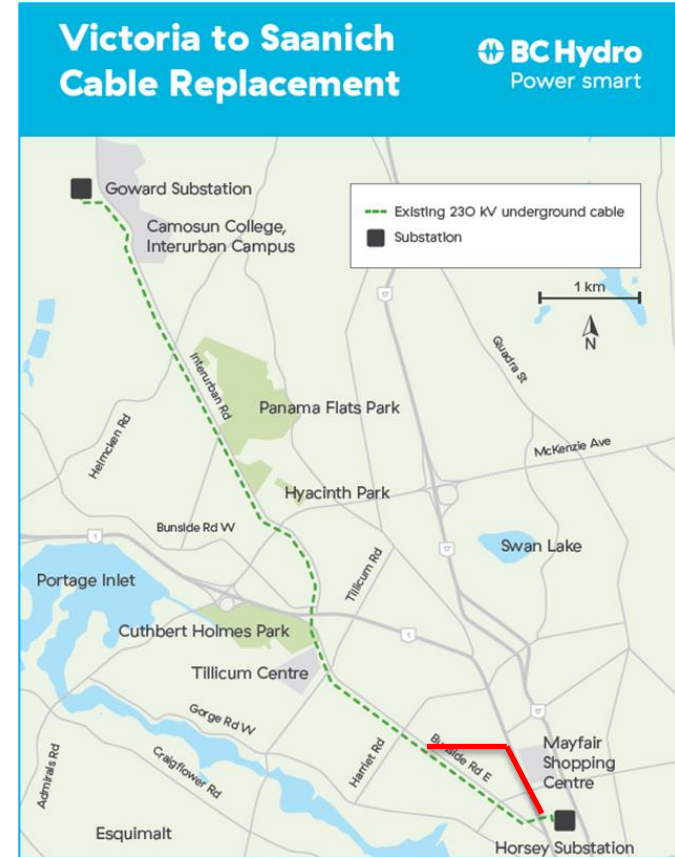 Victoria to Saanich
Cable Replacement
BC Hydro
Power smart
Goward Substation
Camosun College,
Interurban Campus
Existing 230 kV underground cable
Substation
1 km
N
17
Quadra St
Interurban Rd
Panama Flats Park
Helmcken Rd
McKenzie Ave
Hyacinth Park
Bunside Rd W
1
17
Swan Lake
Tillicum Rd
Portage Inlet
Cuthbert Holmes Park
1
Tillicum Centre
Gorge Rd W
Harriet Rd
Rd E
17
Mayfair
Shopping
Centre
Admirals Rd
Craigflower Rd
Esquimalt
Horsey Substation